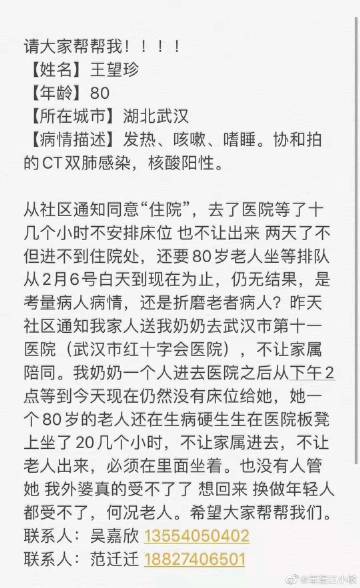 请大家帮帮我！！！！
【姓名】王望珍
【年龄】80
【所在城市】湖北武汉
【病情描述】发热、咳嗽、嗜睡。协和拍
的CT双肺感染，核酸阳性。
从社区通知同意“住院”，去了医院等了十
几个小时不安排床位 也不让出来 两天了不
但进不到住院处，还要 80岁老人坐等排队
从2月6号白天到现在为止，仍无结果，是
考量病人病情，还是折磨老者病人？昨天
社区通知我家人送我奶奶去武汉市第十一
医院（武汉市红十字会医院），不让家属
陪同。我奶奶一个人进去医院之后从下午2
点等到今天现在仍然没有床位给她，她一
个80岁的老人还在生病硬生生在医院板凳
上坐了20几个小时，不让家属进去，不让
老人出来，必须在里面坐着。也没有人管
她 我外婆真的受不了了 想回来 换做年轻人
都受不了，何况老人。希望大家帮帮我们。
联系人：吴嘉欣 13554050402
联系人：范迁迁 18827406501